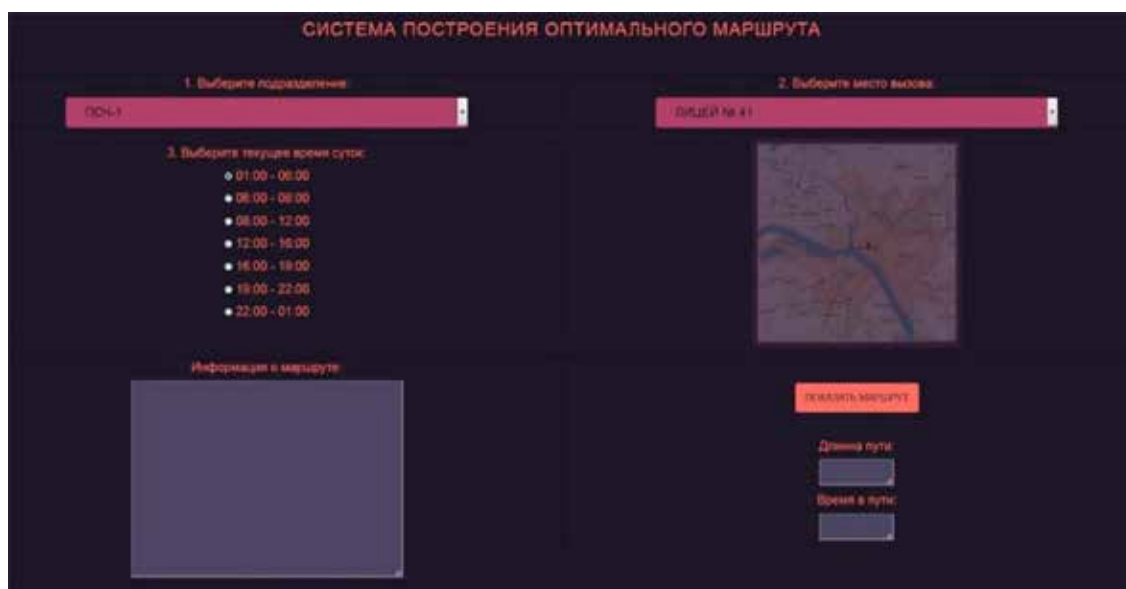 СИСТЕМА ПОСТРОЕНИЯ ОПТИМАЛЬНОГО МАРШРУТА
1. Выберите подразделение:
ПСЧ-1
2. Выберите место вызова:
ЛИЦЕЙ № 41
3. Выберите текущее время суток:
01:00 - 06:00
06:00 - 08:00
08:00 - 12:00
12:00 - 16:00
16:00 - 19:00
19:00 - 22:00
22:00 - 01:00
Информация о маршруте:
ПОКАЗАТЬ МАРШРУТ
Длинна пути:
Время в пути: